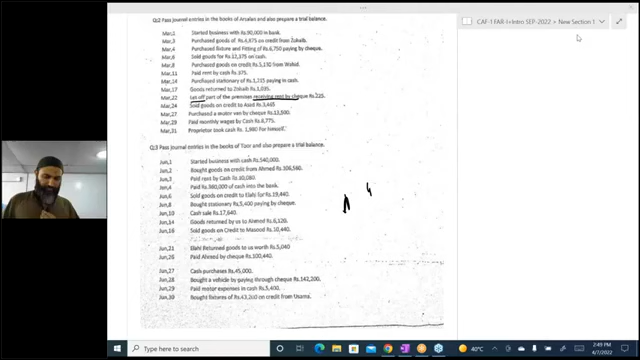 Q:2 Pass journal entries in the books of Arsalan and also prepare a trial balance.
Mar,1 Started business with Rs.90,000 in bank.
Mar,3 Purchased goods of Rs.4,875 on credit from Zohaib.
Mar,4 Purchased fixture and Fitting of Rs.6,750 paying by cheque
Mar,6 Sold goods for 12,375 on cash.
Mar,8 Purchased goods on credit Rs.5,130 from Wahid.
Mar,11 Paid rent by cash Rs.375.
Mar,14 Purchased stationary of Rs.1,215 paying in cash.
Mar,17 Goods returned to Zohaib Rs.1,035.
Mar,22 Let off part of the premises receiving rent by cheque Rs.225.
Mar,24 Sold goods on credit to Asad Rs.3,465
Mar,27 Purchased a motor van by cheque Rs.13,500
Mar,29 Paid monthly wages by Cash 8,775.
Mar,31 Proprietor took cash Rs. 1,980 For himself.
Q:3 Pass journal entries in the books of Toor and also prepare a trial balance.
Jun,1 Started business with cash Rs.540,000.
Jun,2 Bought goods on credit from Ahmed Rs.106,560.
Jun,3 Paid rent by Cash Rs.10,080.
Jun,4 Paid Rs.380,000 of cash into the bank.
Jun,6 Sold goods on credit to Elahi for Rs.19,440.
Jun,8 Bought stationary Rs.5,400 paying by cheque.
Jun,10 Cash sale Rs.17,640.
Jun,14 Goods returned by us to Ahmed Rs.6,120.
Jun,18 Sold goods on Credit to Masood Rs.10,440.
Jun,21 Elahi Returned goods to us worth Rs.5,040
Jun,26 Paid Ahmed by cheque Rs.100,440.
Jun,27 Cash purchases Rs.45,000.
Jun,28 Bought a vehicle by paying through cheque Rs.142,200.
Jun,29 Paid motor expenses in cash Rs.5,400.
Jun,30 Bought fixtures of Rs.43,200 on credit from Usama.
CAF-1 FAR-I+Intro SEP-2022 > New Section 1
Type here to search
40°C
2:49 PM
4/7/2022